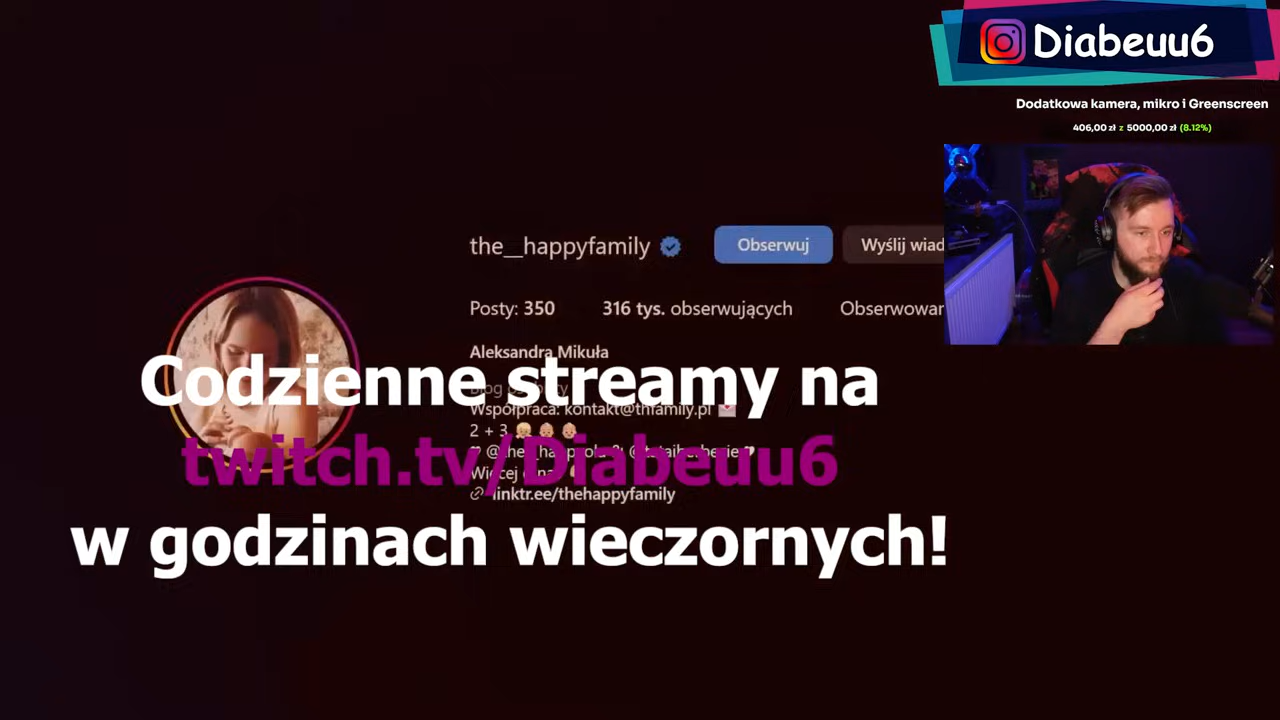 Diabeuu6
Dodatkowa kamera, mikro i Greenscreen
406,00 zł z 5000,00 zł (8.12%)
the__happyfamily
Obserwuj
Wyślij wiad
Posty: 350
316 tys. obserwujących
Obserwowan
Aleksandra Mikuła
Codzienne streamy na
Współpraca: kontakt@thfamily.pl
2 + 3
twitch.tv/Diabeuu6
Więcej
linktr.ee/thehappyfamily
w godzinach wieczornych!